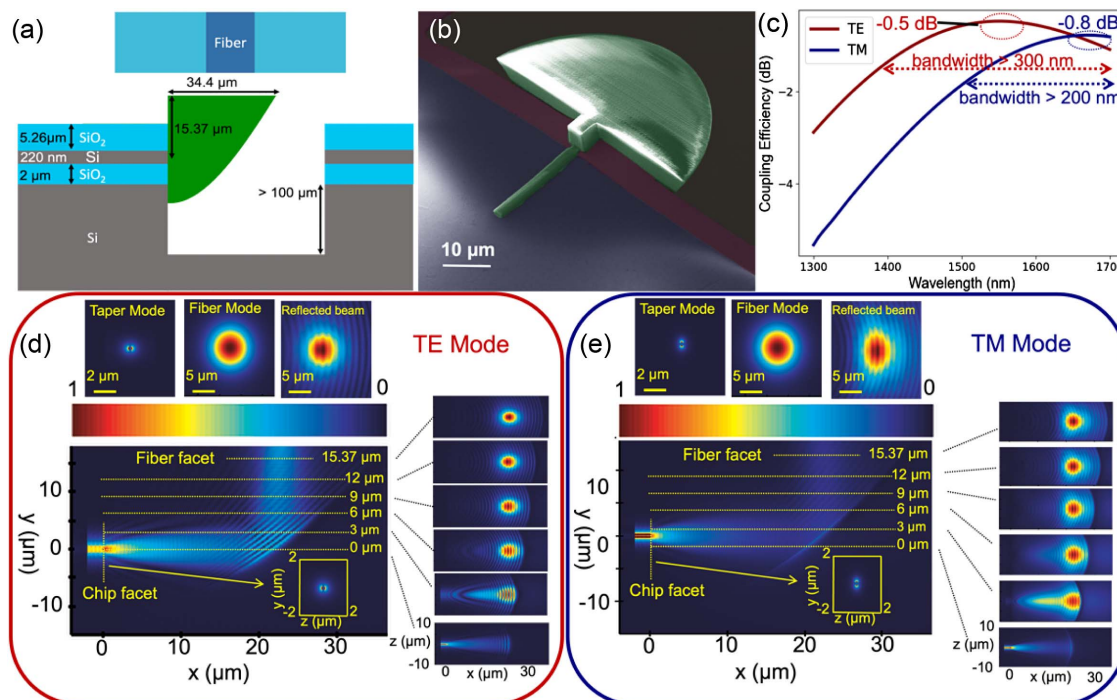 (a)
Fiber
34.4 µm
15.37 µm
5.26µm
SiO2
220 nm
Si
2 µm
SiO2
> 100 µm
Si
(b)
10 µm
(c)
TE
TM
-0.5 dB
-0.8 dB
bandwidth > 300 nm
bandwidth > 200 nm
Coupling Efficiency (dB)
−2
−4
1300
1400
1500
1600
170
Wavelength (nm)
(d)
Taper Mode
2 µm
Fiber Mode
5 µm
Reflected beam
5 µm
TE Mode
1
0
Fiber facet
15.37 µm
12 µm
9 µm
6 µm
3 µm
0 µm
Chip facet
y (µm)
10
0
-10
0
10
20
30
x (µm)
2
y (µm)
-2
2
z (µm)
10
z (µm)
-10
0
x (µm)
30
(e)
Taper Mode
2 µm
Fiber Mode
5 µm
Reflected beam
5 µm
TM Mode
1
0
Fiber facet
15.37 µm
12 µm
9 µm
6 µm
3 µm
0 µm
Chip facet
y (µm)
10
0
-10
0
10
20
30
x (µm)
2
y (µm)
-2
2
z (µm)
10
z (µm)
-10
0
x (µm)
30